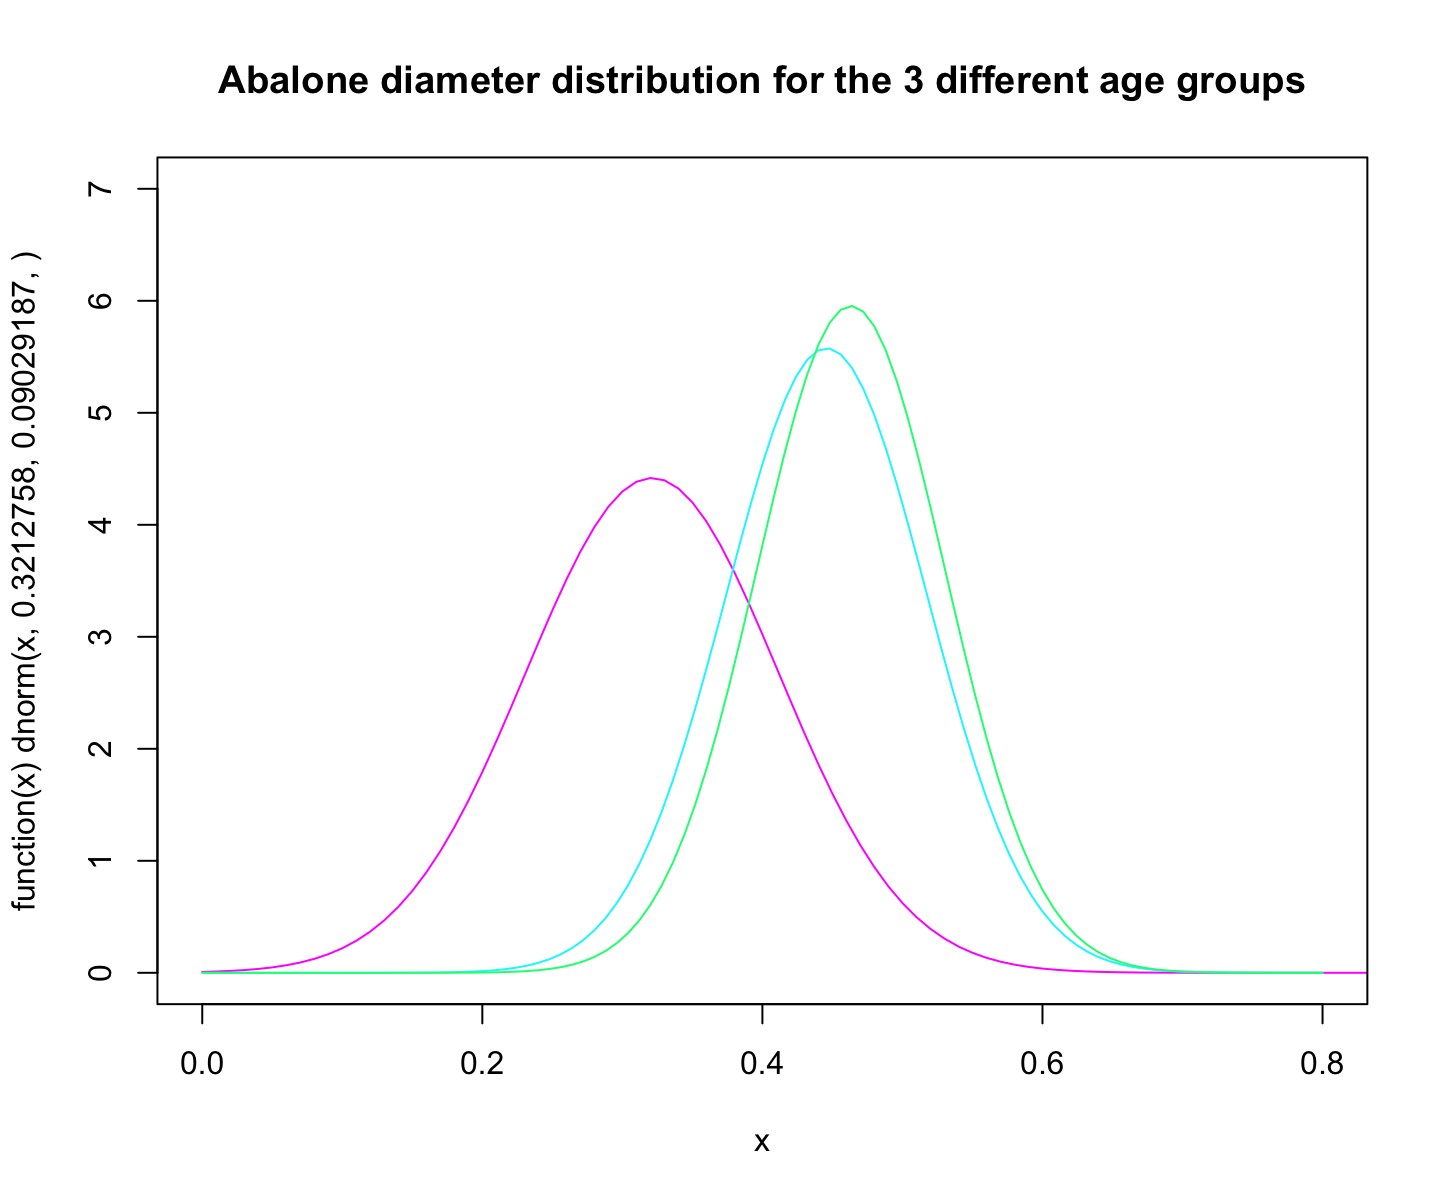 Abalone diameter distribution for the 3 different age groups
function(x) dnorm(x, 0.3212758, 0.09029187, )
7
6
5
4
3
2
1
0
0.0 0.2 0.4 0.6 0.8
x